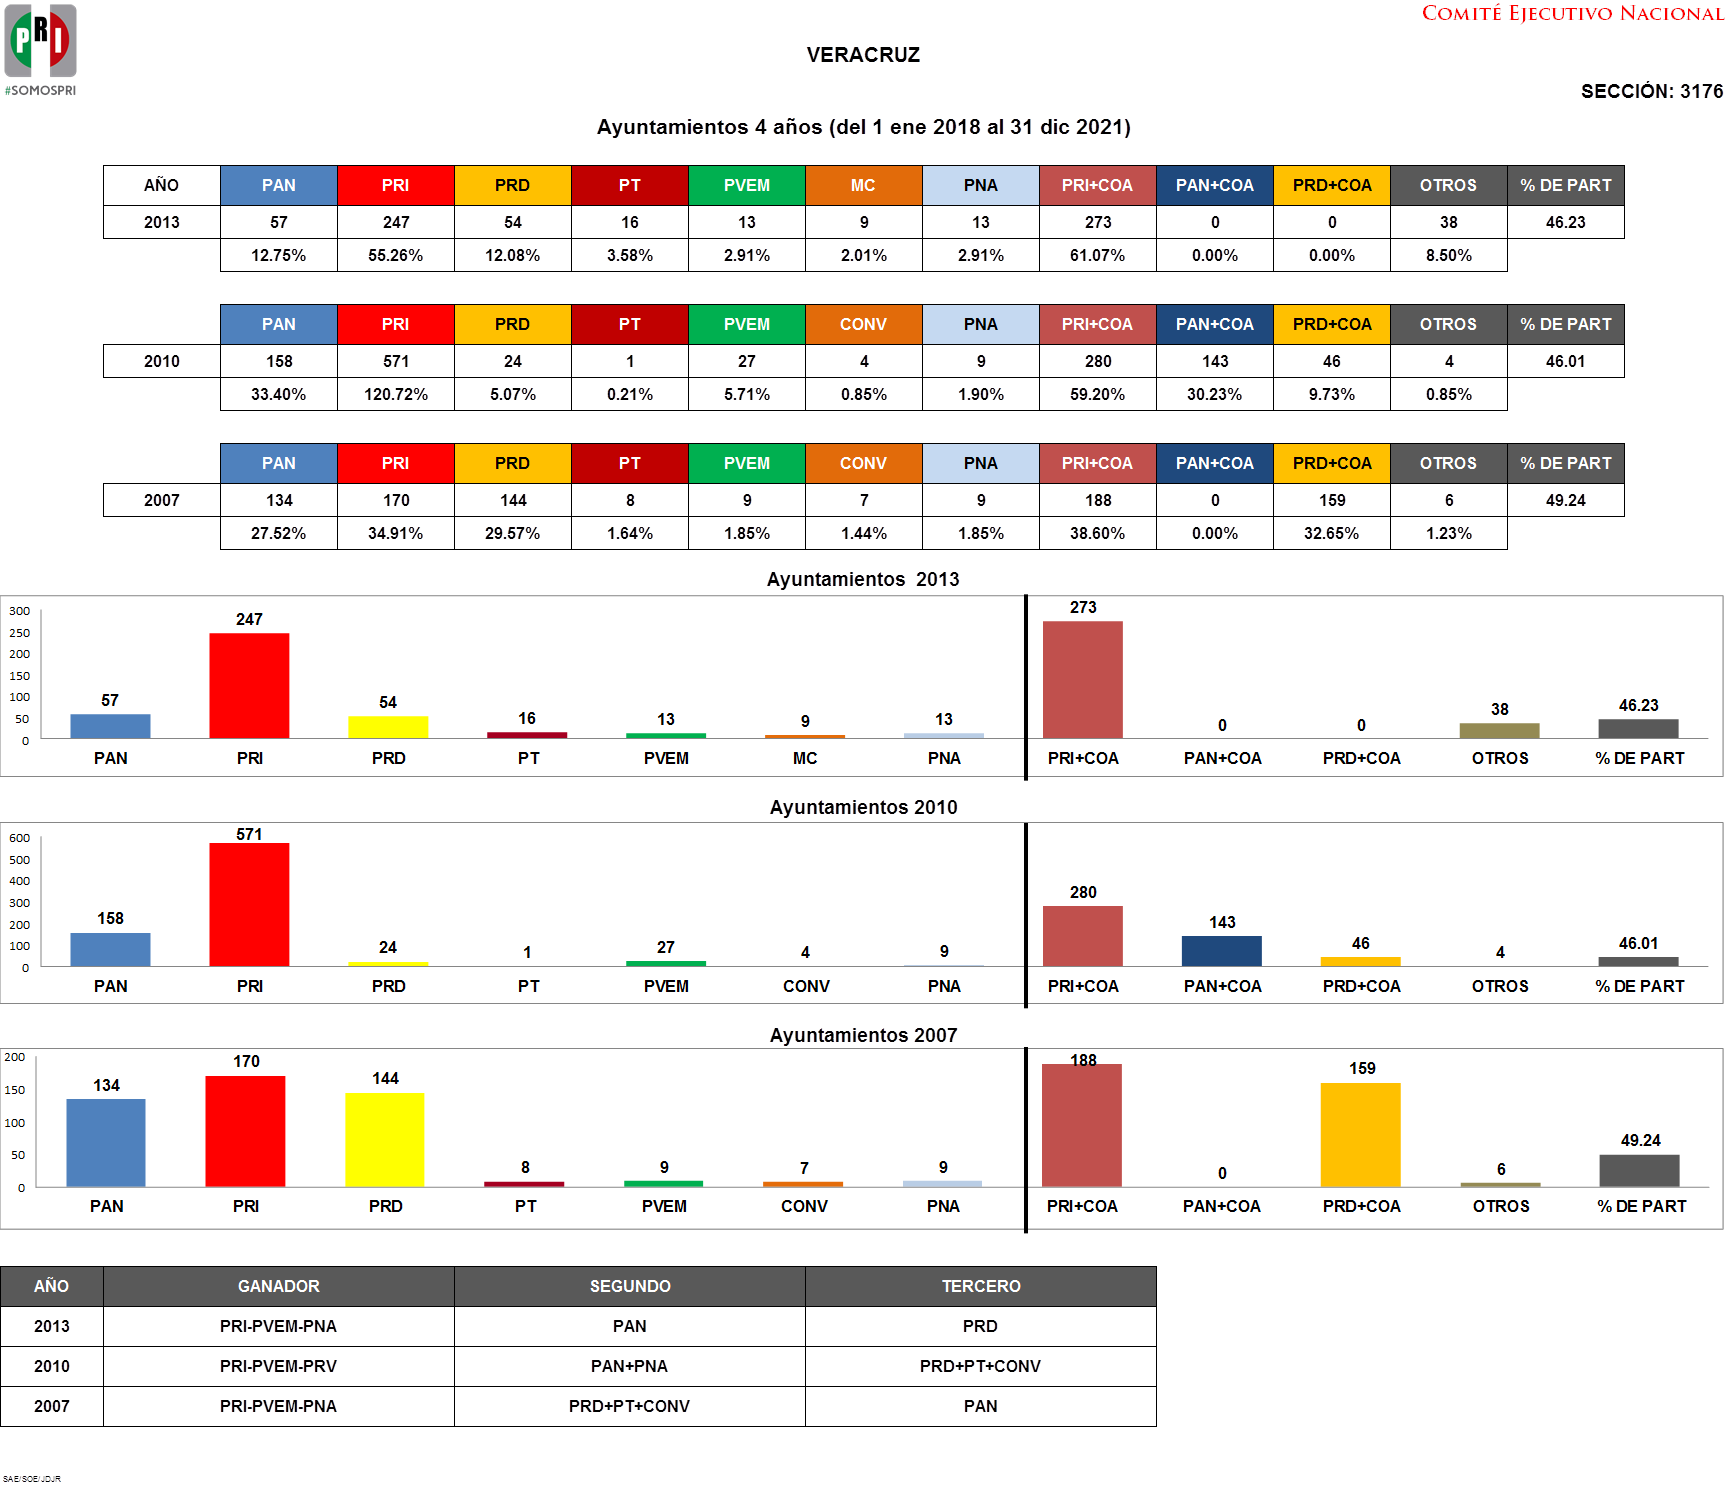 PRI
#SOMOSPRI
COMITÉ EJECUTIVO NACIONAL
VERACRUZ
SECCIÓN: 3176
Ayuntamientos 4 años (del 1 ene 2018 al 31 dic 2021)
AÑO PAN PRI PRD PT PVEM MC PNA PRI+COA PAN+COA PRD+COA OTROS % DE PART
2013 57 247 54 16 13 9 13 273 0 0 38 46.23
12.75% 55.26% 12.08% 3.58% 2.91% 2.01% 2.91% 61.07% 0.00% 0.00% 8.50%
PAN PRI PRD PT PVEM CONV PNA PRI+COA PAN+COA PRD+COA OTROS % DE PART
2010 158 571 24 1 27 4 9 280 143 46 4 46.01
33.40% 120.72% 5.07% 0.21% 5.71% 0.85% 1.90% 59.20% 30.23% 9.73% 0.85%
PAN PRI PRD PT PVEM CONV PNA PRI+COA PAN+COA PRD+COA OTROS % DE PART
2007 134 170 144 8 9 7 9 188 0 159 6 49.24
27.52% 34.91% 29.57% 1.64% 1.85% 1.44% 1.85% 38.60% 0.00% 32.65% 1.23%
Ayuntamientos 2013
300
250
200
150
100
50
0
57 247 54 16 13 9 13 273 0 0 38 46.23
PAN PRI PRD PT PVEM MC PNA PRI+COA PAN+COA PRD+COA OTROS % DE PART
Ayuntamientos 2010
600
500
400
300
200
100
0
158 571 24 1 27 4 9 280 143 46 4 46.01
PAN PRI PRD PT PVEM CONV PNA PRI+COA PAN+COA PRD+COA OTROS % DE PART
Ayuntamientos 2007
200
150
100
50
0
134 170 144 8 9 7 9 188 0 159 6 49.24
PAN PRI PRD PT PVEM CONV PNA PRI+COA PAN+COA PRD+COA OTROS % DE PART
AÑO GANADOR SEGUNDO TERCERO
2013 PRI-PVEM-PNA PAN PRD
2010 PRI-PVEM-PRV PAN+PNA PRD+PT+CONV
2007 PRI-PVEM-PNA PRD+PT+CONV PAN
SAE/SOE/JDJR